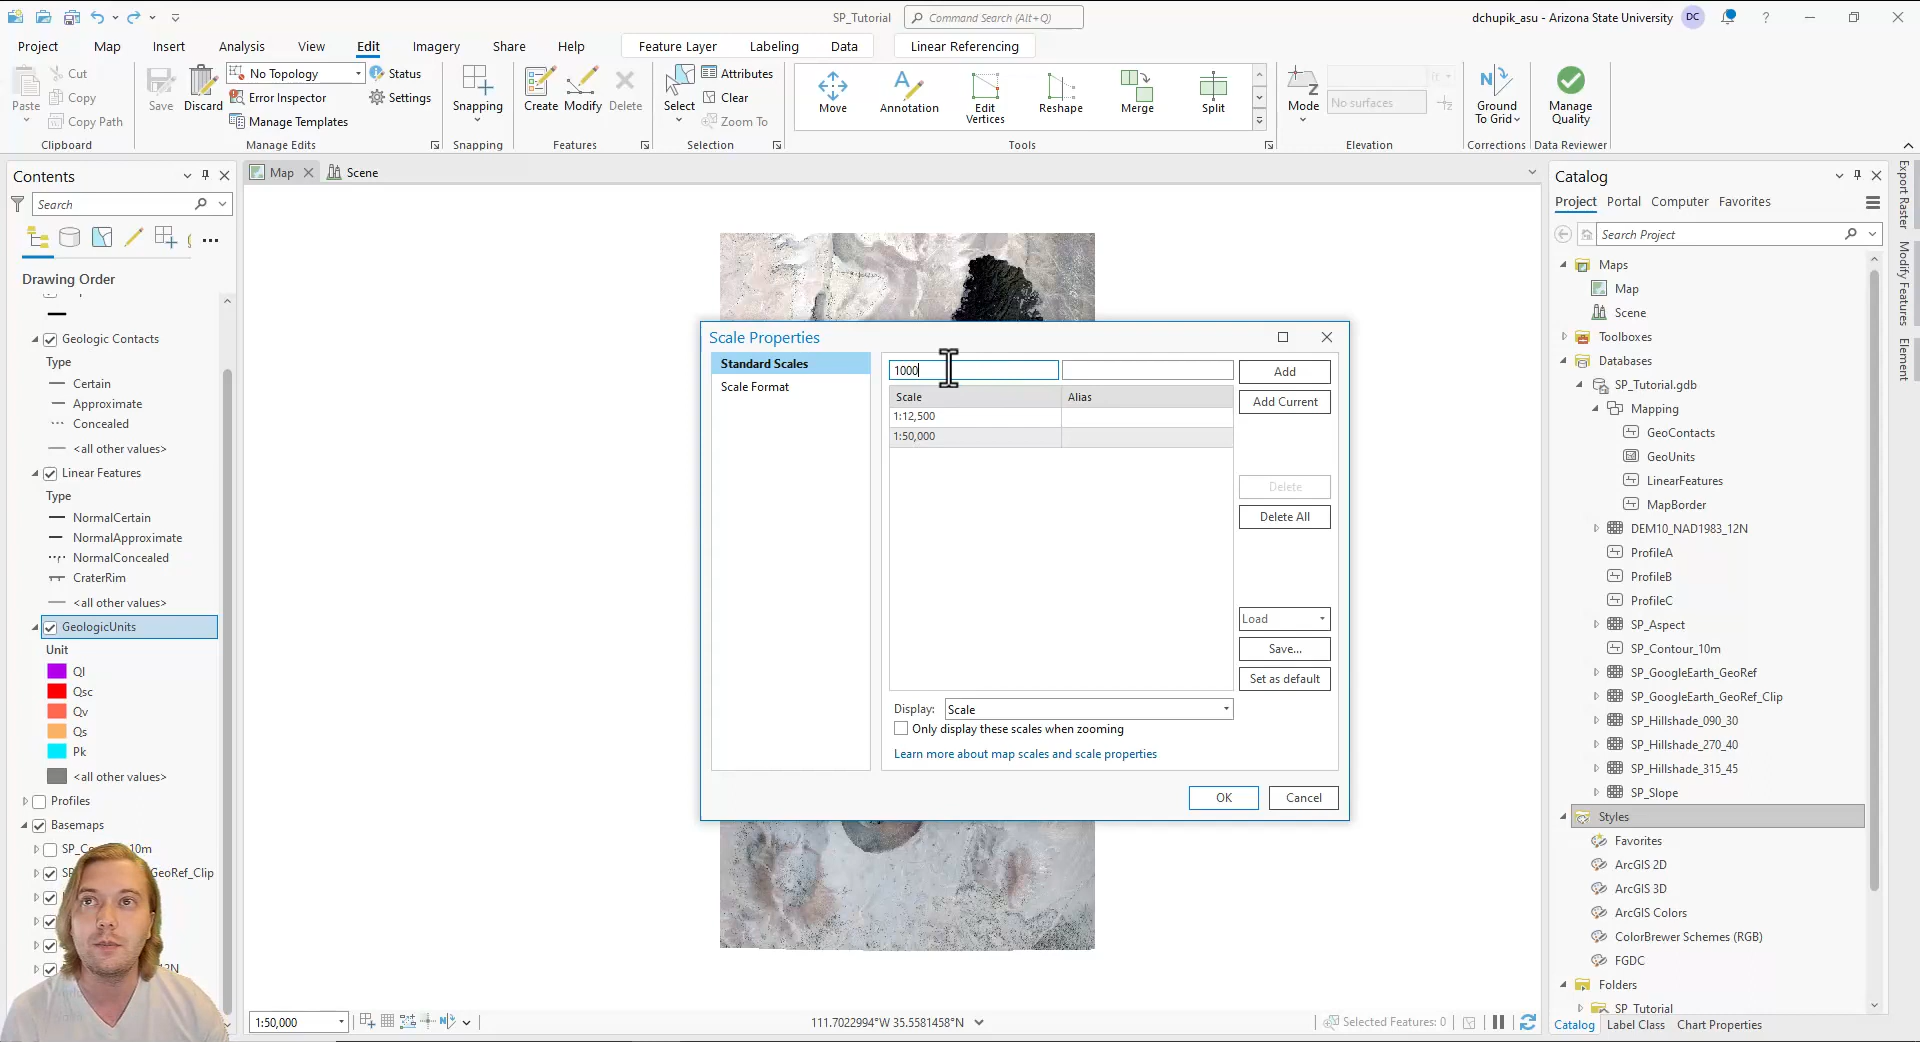 SP_Tutorial
Command Search (Alt+Q)
dchupik_asu - Arizona State University
DC
?
Project Map Insert Analysis View Edit Imagery Share Help Feature Layer Labeling Data Linear Referencing
Paste
Cut
Copy
Copy Path
Clipboard
Save
Discard
No Topology
Error Inspector
Manage Templates
Status
Settings
Manage Edits
Snapping
Snapping
Create
Modify
Delete
Features
Select
Attributes
Clear
Zoom To
Selection
Move
Annotation
Edit
Vertices
Reshape
Merge
Split
Tools
Mode
No surfaces
Elevation
Ground
To Grid
Corrections
Manage
Quality
Data Reviewer
Contents
Search
Drawing Order
Geologic Contacts
Type
Certain
Approximate
Concealed
<all other values>
Linear Features
Type
NormalCertain
NormalApproximate
NormalConcealed
CraterRim
<all other values>
GeologicUnits
Unit
Ql
Qsc
Qv
Qs
Pk
<all other values>
Profiles
Basemaps
Map
Scene
Scale Properties
Standard Scales
Scale Format
1000
Add
Scale Alias
Add Current
1:12,500
1:50,000
Delete
Delete All
Load
Save...
Set as default
Display: Scale
Only display these scales when zooming
Learn more about map scales and scale properties
OK
Cancel
1:50,000
111.7022994°W 35.5581458°N
Selected Features: 0
Catalog
Project Portal Computer Favorites
Search Project
Maps
Map
Scene
Toolboxes
Databases
SP_Tutorial.gdb
Mapping
GeoContacts
GeoUnits
LinearFeatures
MapBorder
DEM10_NAD1983_12N
ProfileA
ProfileB
ProfileC
SP_Aspect
SP_Contour_10m
SP_GoogleEarth_GeoRef
SP_GoogleEarth_GeoRef_Clip
SP_Hillshade_090_30
SP_Hillshade_270_40
SP_Hillshade_315_45
SP_Slope
Styles
Favorites
ArcGIS 2D
ArcGIS 3D
ArcGIS Colors
ColorBrewer Schemes (RGB)
FGDC
Folders
SP_Tutorial
Catalog Label Class Chart Properties
Export Raster
Modify Features
Element